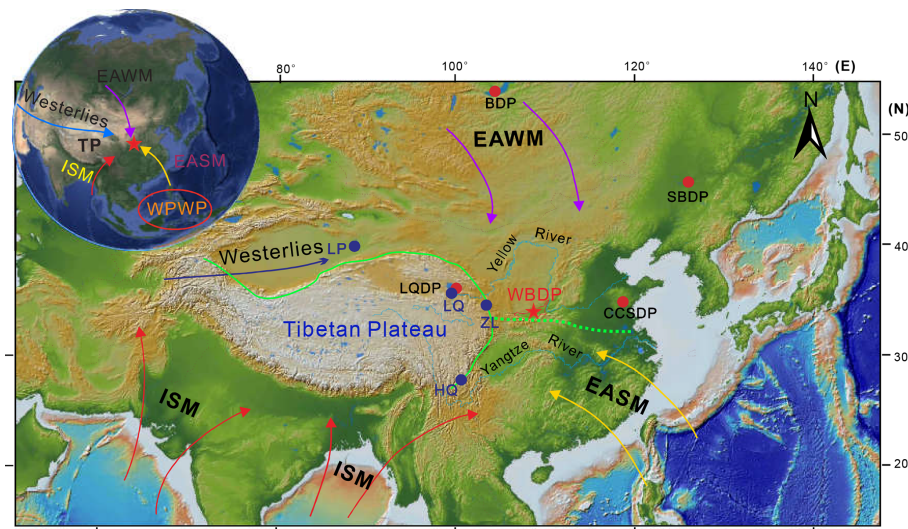 80°
100°
120°
140° (E)
EAWM
Westerlies
TP
EASM
ISM
WPWP
BDP
EAWM
N
(N)
50
SBDP
40
Westerlies
LP
Yellow River
LQDP
LQ
WBDP
CCSDP
ZL
Tibetan Plateau
Yangtze River
30
HQ
EASM
ISM
ISM
20